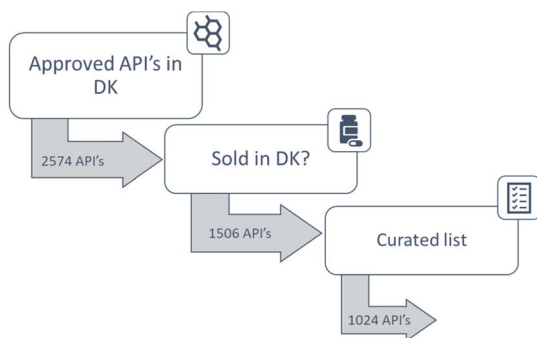 Approved API's in
DK
2574 API's
Sold in DK?
1506 API's
Curated list
1024 API's